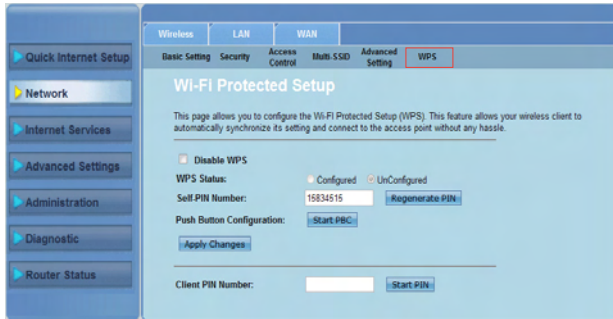 Wireless LAN WAN
Basic Setting Security Access Control Multi-SSID Advanced Setting WPS
Quick Internet Setup
Network
Internet Services
Advanced Settings
Administration
Diagnostic
Router Status
Wi-Fi Protected Setup
This page allows you to configure the Wi-Fi Protected Setup (WPS). This feature allows your wireless client to
automatically synchronize its setting and connect to the access point without any hassle.
Disable WPS
WPS Status: Configured UnConfigured
Self-PIN Number: 15834515 Regenerate PIN
Push Button Configuration: Start PBC
Apply Changes
Client PIN Number: Start PIN